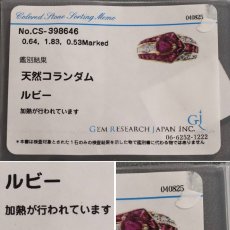 Colored Stone Sorting Memo
040825
No.CS-398646
0.64, 1.83, 0.53Marked
鑑別結果
天然コランダム
ルビー
加熱が行われています
GEM RESEARCH JAPAN INC.
06-6252-1222
ルビー
加熱が行われています
040825